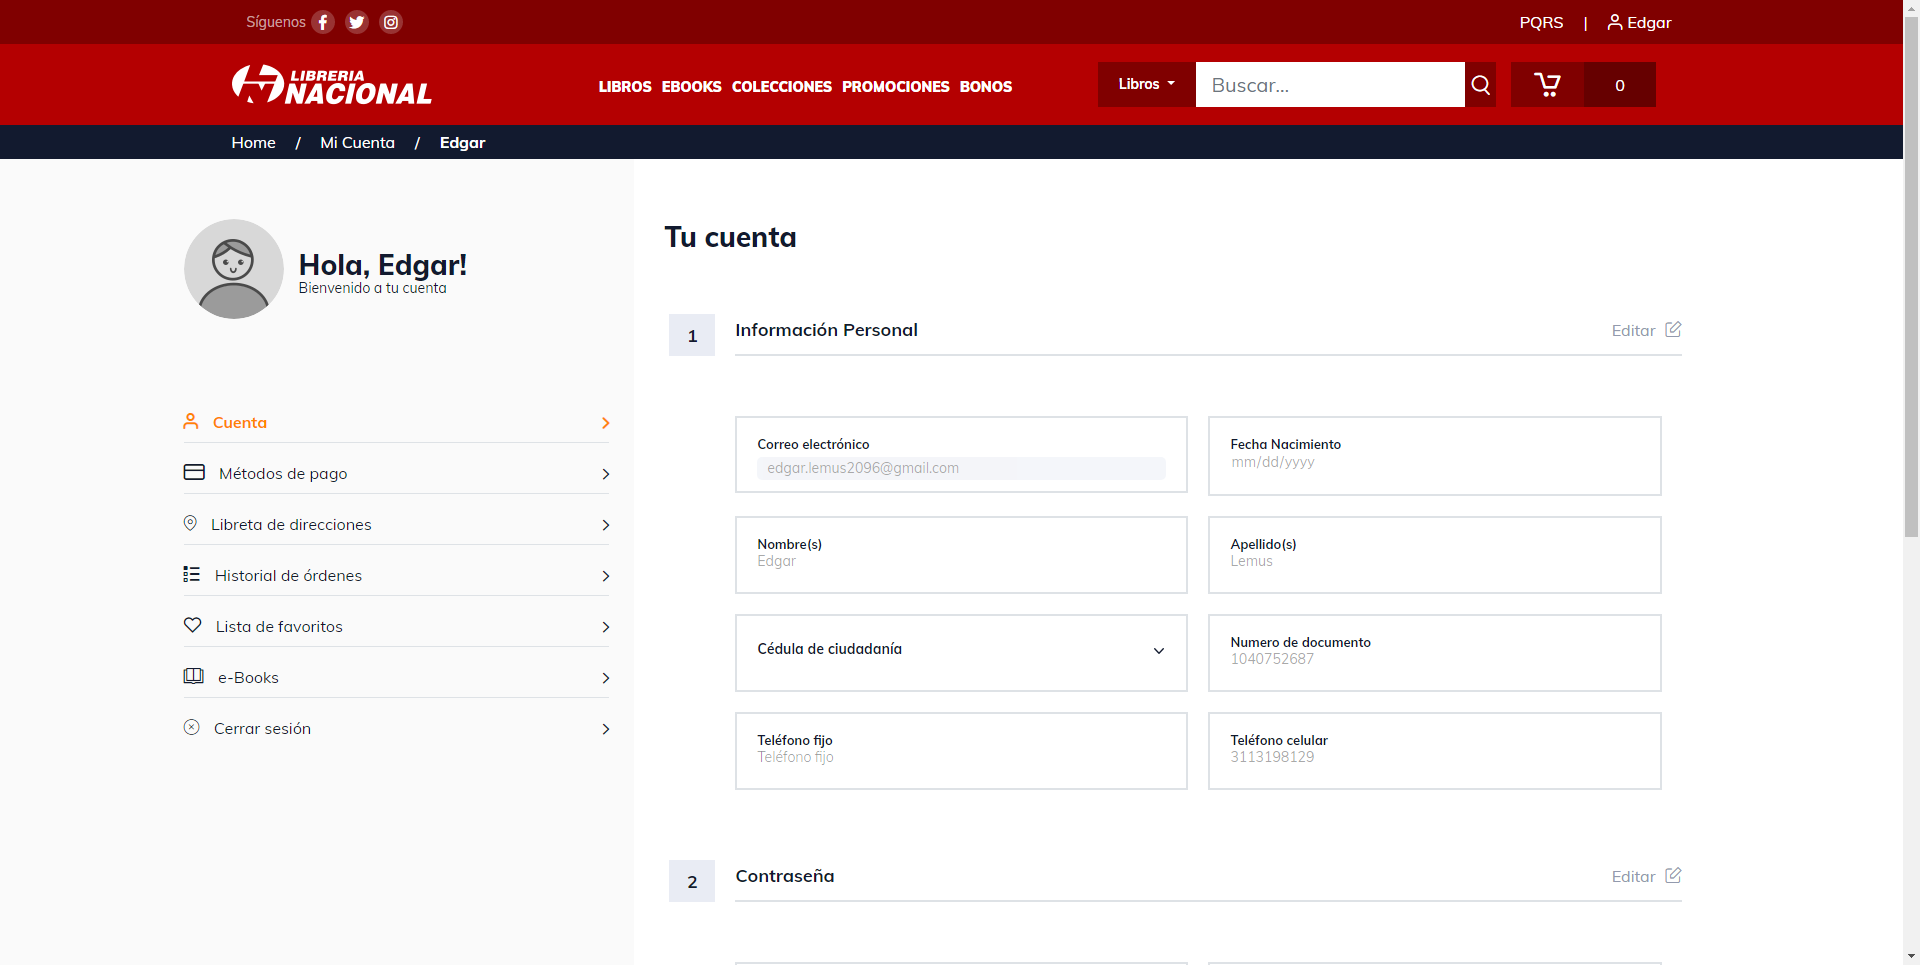 Síguenos
PQRS | Edgar
LIBRERIA
NACIONAL
LIBROS EBOOKS COLECCIONES PROMOCIONES BONOS
Libros
Buscar...
0
Home / Mi Cuenta / Edgar
Hola, Edgar!
Bienvenido a tu cuenta
Cuenta
Métodos de pago
Libreta de direcciones
Historial de órdenes
Lista de favoritos
e-Books
Cerrar sesión
Tu cuenta
1 Información Personal Editar
Correo electrónico
edgar.lemus2096@gmail.com
Fecha Nacimiento
mm/dd/yyyy
Nombre(s)
Edgar
Apellido(s)
Lemus
Cédula de ciudadanía
Numero de documento
1040752687
Teléfono fijo
Teléfono fijo
Teléfono celular
3113198129
2 Contraseña Editar